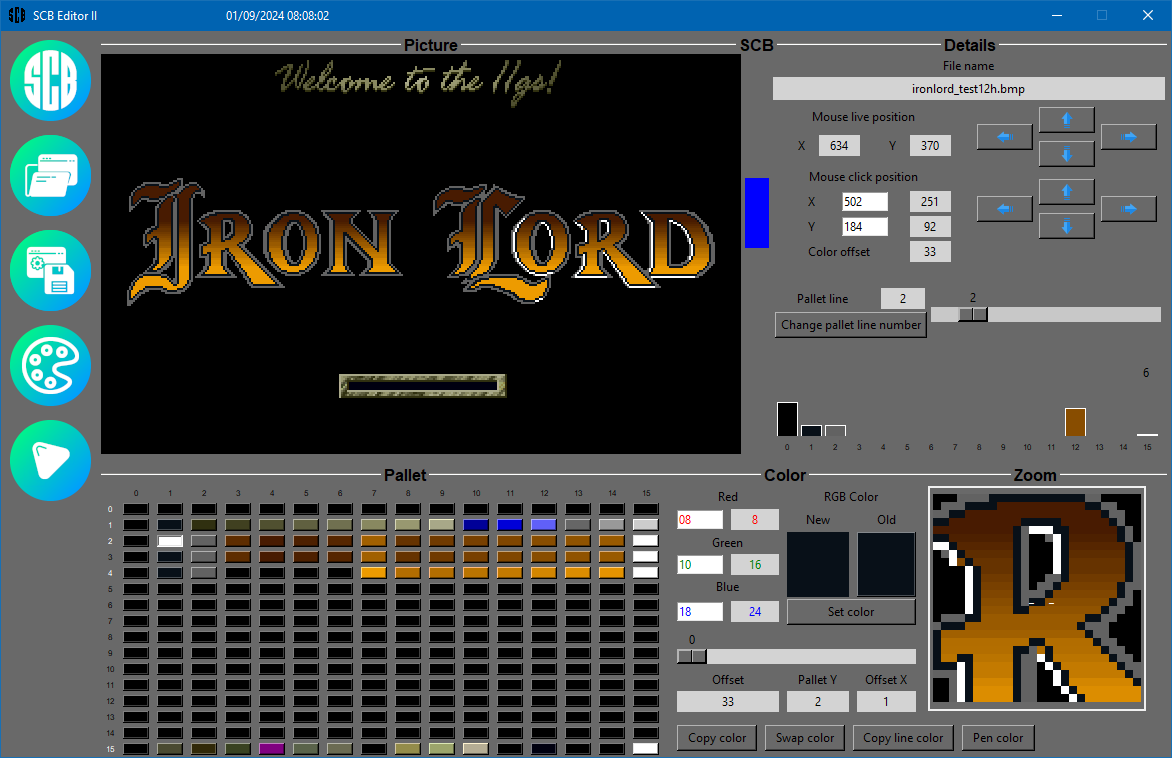 SCB Editor II 01/09/2024 08:08:02
Picture SCB Details
SCB
Welcome to the IIgs!
IRON LORD
File name
ironlord_test12h.bmp
Mouse live position
X 634 Y 370
Mouse click position
X 502 251
Y 184 92
Color offset 33
Pallet line 2 2
Change pallet line number
6
0 1 2 3 4 5 6 7 8 9 10 11 12 13 14 15
Pallet Color Zoom
0 1 2 3 4 5 6 7 8 9 10 11 12 13 14 15
0
1
2
3
4
5
6
7
8
9
10
11
12
13
14
15
Red RGB Color
08 8 New Old
Green
10 16
Blue
18 24 Set color
0
Offset Pallet Y Offset X
33 2 1
Copy color Swap color Copy line color Pen color